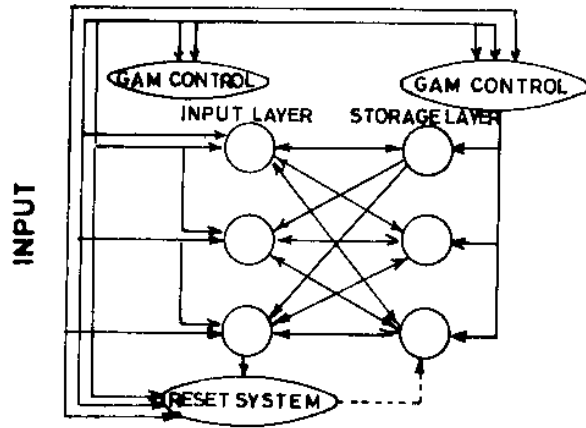 GAM CONTROL
GAM CONTROL
INPUT LAYER
STORAGE LAYER
INPUT
RESET SYSTEM